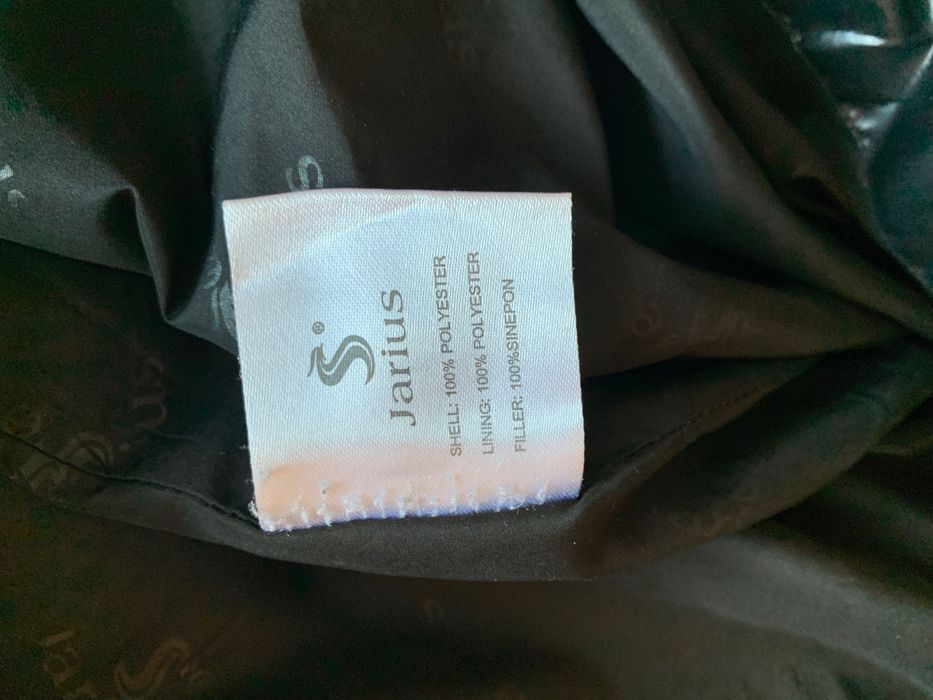 ®
Jarius
SHELL: 100% POLYESTER
LINING: 100% POLYESTER
FILLER: 100%SINEPON